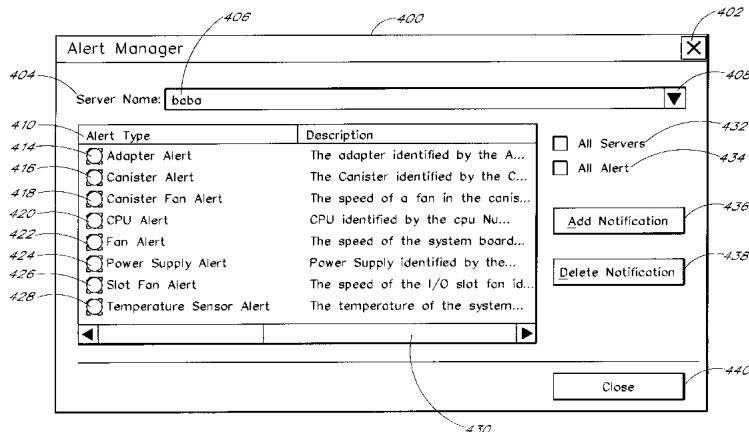 406
400
402
Alert Manager
404
Server Name: baba
408
410
Alert Type Description
432
All Servers
414
Adapter Alert The adapter identified by the A...
434
All Alert
416
Canister Alert The Canister identified by the C...
418
Canister Fan Alert The speed of a fan in the canis...
436
420
CPU Alert CPU identified by the cpu Nu...
Add Notification
422
Fan Alert The speed of the system board...
424
Power Supply Alert Power Supply identified by the...
438
426
Slot Fan Alert The speed of the I/O slot fan id...
Delete Notification
428
Temperature Sensor Alert The temperature of the system...
440
Close
430